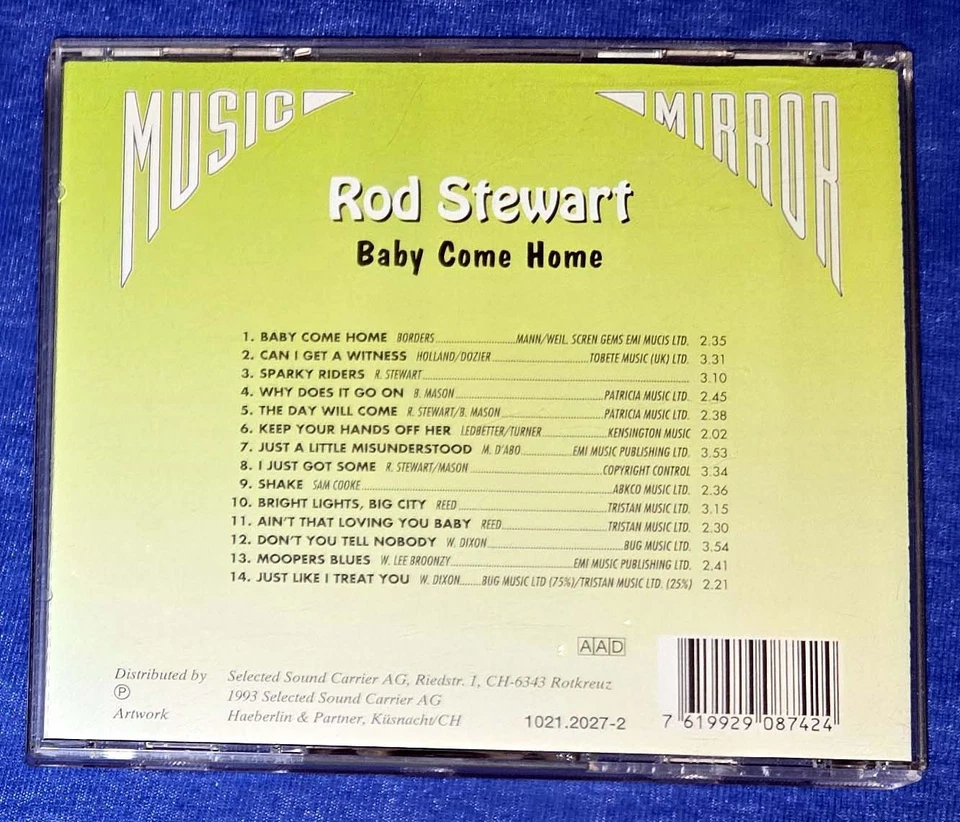 MUSIC MIRROR
Rod Stewart
Baby Come Home
1. BABY COME HOME BORDERS MANN/WEIL. SCREN GEMS EMI MUCIS LTD. 2.35
2. CAN I GET A WITNESS HOLLAND/DOZIER TOBETE MUSIC (UK) LTD. 3.31
3. SPARKY RIDERS R. STEWART 3.10
4. WHY DOES IT GO ON B. MASON PATRICIA MUSIC LTD. 2.45
5. THE DAY WILL COME R. STEWART/B. MASON PATRICIA MUSIC LTD. 2.38
6. KEEP YOUR HANDS OFF HER LEDBETTER/TURNER KENSINGTON MUSIC 2.02
7. JUST A LITTLE MISUNDERSTOOD M. D'ABO EMI MUSIC PUBLISHING LTD. 3.53
8. I JUST GOT SOME R. STEWART/MASON COPYRIGHT CONTROL 3.34
9. SHAKE SAM COOKE ABKCO MUSIC LTD. 2.36
10. BRIGHT LIGHTS, BIG CITY REED TRISTAN MUSIC LTD. 3.15
11. AIN'T THAT LOVING YOU BABY REED TRISTAN MUSIC LTD. 2.30
12. DON'T YOU TELL NOBODY W. DIXON BUG MUSIC LTD. 3.54
13. MOOPERS BLUES W. LEE BROONZY EMI MUSIC PUBLISHING LTD. 2.41
14. JUST LIKE I TREAT YOU W. DIXON BUG MUSIC LTD (75%)/TRISTAN MUSIC LTD. (25%) 2.21
AAD
Distributed by Selected Sound Carrier AG, Riedstr. 1, CH-6343 Rotkreuz
℗ 1993 Selected Sound Carrier AG
Artwork Haeberlin & Partner, Küsnacht/CH
1021.2027-2
7 619929 087424